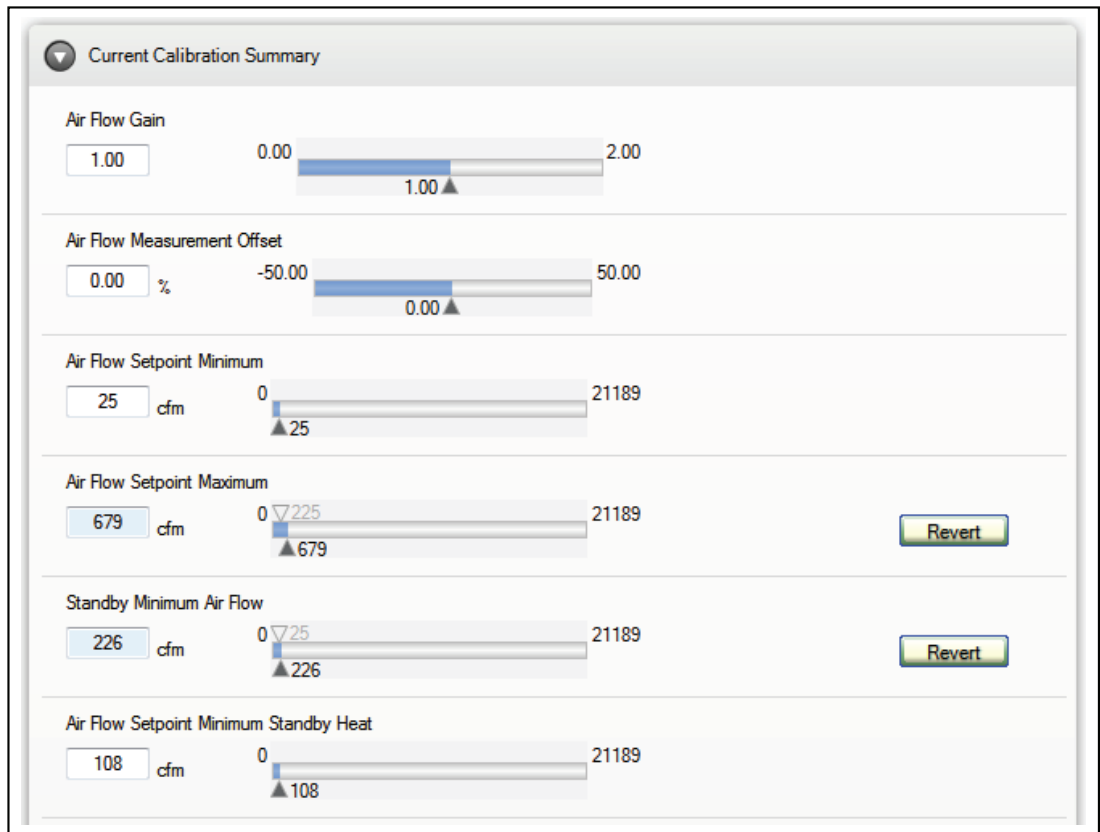 Current Calibration Summary
Air Flow Gain
1.00 0.00 2.00
1.00
Air Flow Measurement Offset
0.00 % -50.00 50.00
0.00
Air Flow Setpoint Minimum
25 cfm 0 21189
25
Air Flow Setpoint Maximum
679 cfm 0 225 21189 Revert
679
Standby Minimum Air Flow
226 cfm 0 25 21189 Revert
226
Air Flow Setpoint Minimum Standby Heat
108 cfm 0 21189
108